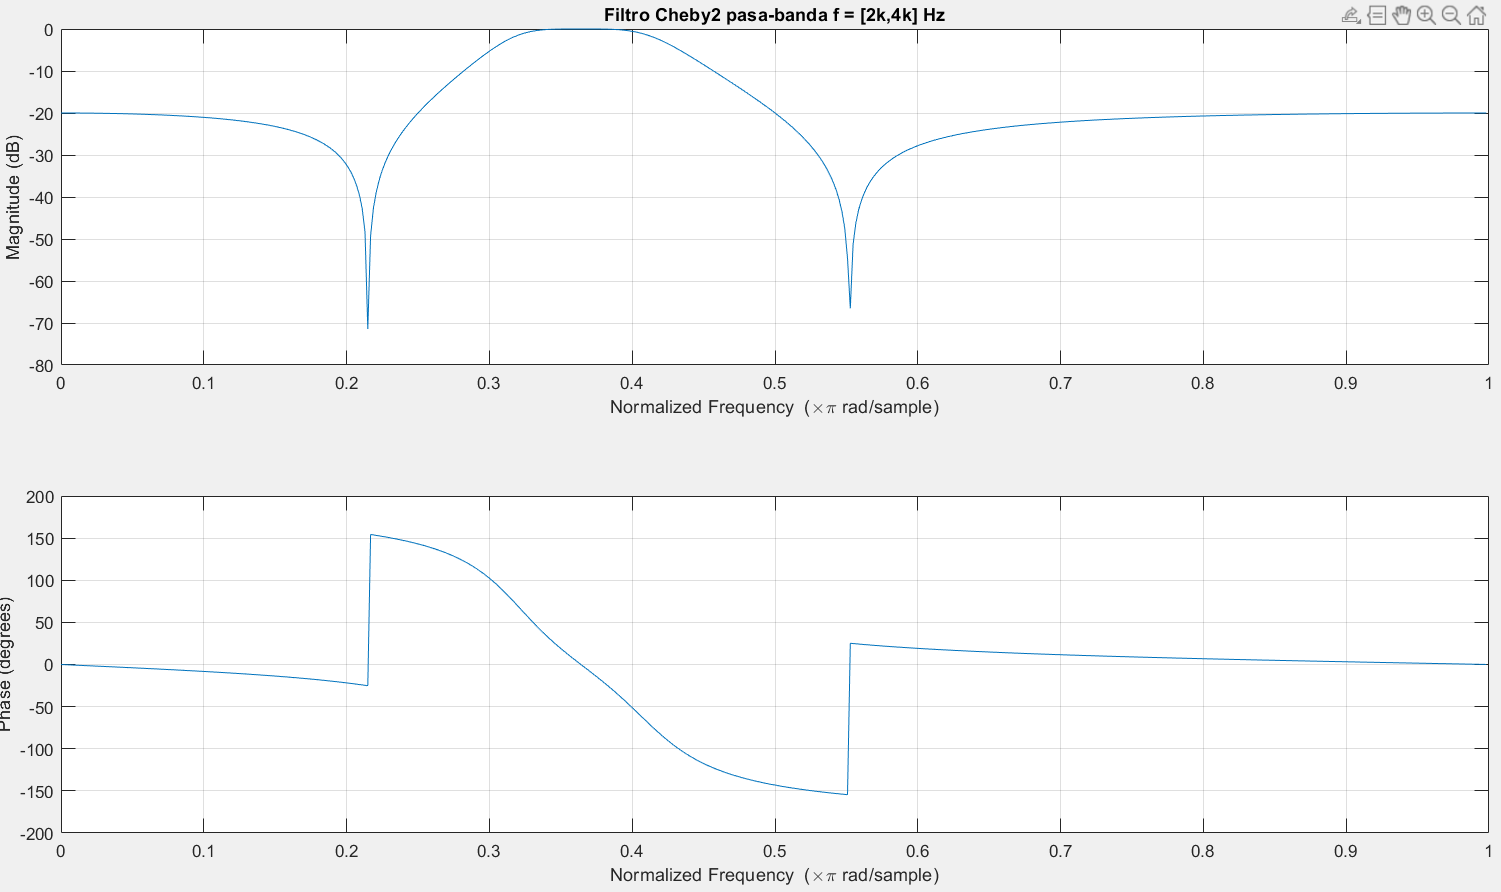 Filtro Cheby2 pasa-banda f = [2k,4k] Hz
0
-10
-20
-30
-40
-50
-60
-70
-80
Magnitude (dB)
0 0.1 0.2 0.3 0.4 0.5 0.6 0.7 0.8 0.9 1
Normalized Frequency (×π rad/sample)
200
150
100
50
0
-50
-100
-150
-200
Phase (degrees)
0 0.1 0.2 0.3 0.4 0.5 0.6 0.7 0.8 0.9 1
Normalized Frequency (×π rad/sample)